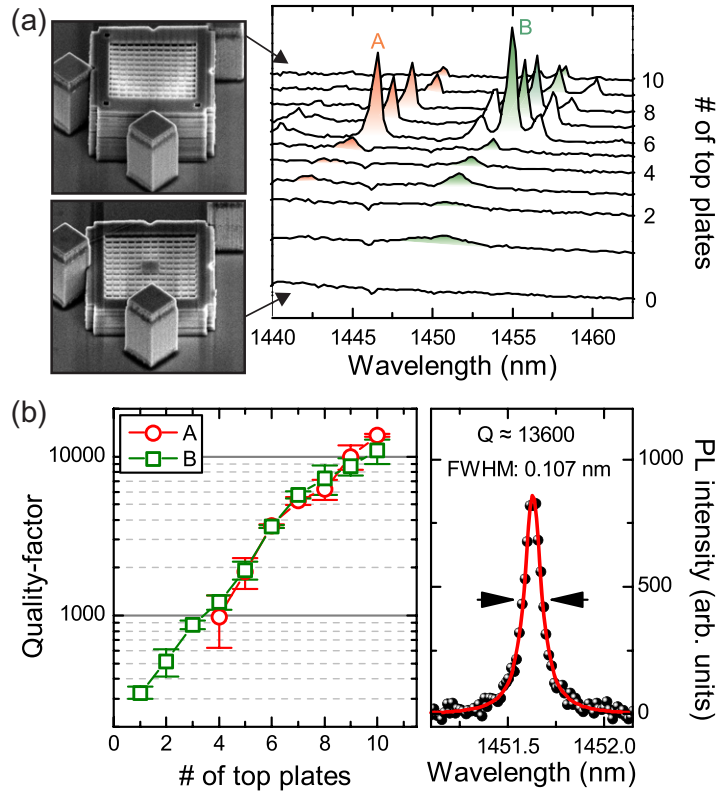 (a)
A
B
10
8
6
4
2
0
# of top plates
1440
1445
1450
1455
1460
Wavelength (nm)
(b)
A
B
10000
1000
Quality-factor
0
2
4
6
8
10
# of top plates
Q ≈ 13600
FWHM: 0.107 nm
1000
500
0
PL intensity (arb. units)
1451.5
1452.0
Wavelength (nm)